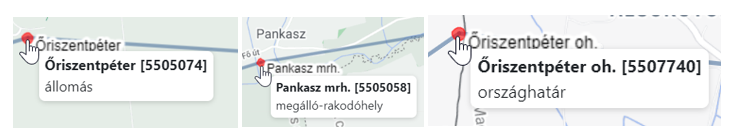 Őriszentpéter
Őriszentpéter [5505074]
állomás
Pankasz
Fő út
Pankasz mrh.
Pankasz mrh. [5505058]
megálló-rakodóhely
Őriszentpéter oh.
Őriszentpéter oh. [5507740]
országhatár